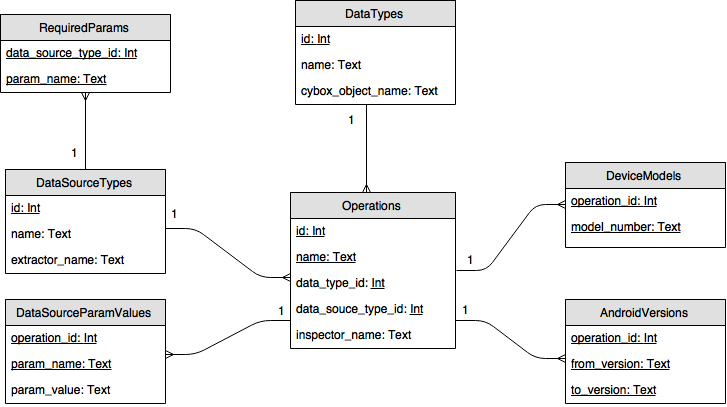 RequiredParams
data_source_type_id: Int
param_name: Text
DataTypes
id: Int
name: Text
cybox_object_name: Text
1
1
DataSourceTypes
id: Int
name: Text
extractor_name: Text
1
Operations
id: Int
name: Text
data_type_id: Int
data_souce_type_id: Int
inspector_name: Text
DeviceModels
operation_id: Int
model_number: Text
1
DataSourceParamValues
operation_id: Int
param_name: Text
param_value: Text
1
1
AndroidVersions
operation_id: Int
from_version: Text
to_version: Text